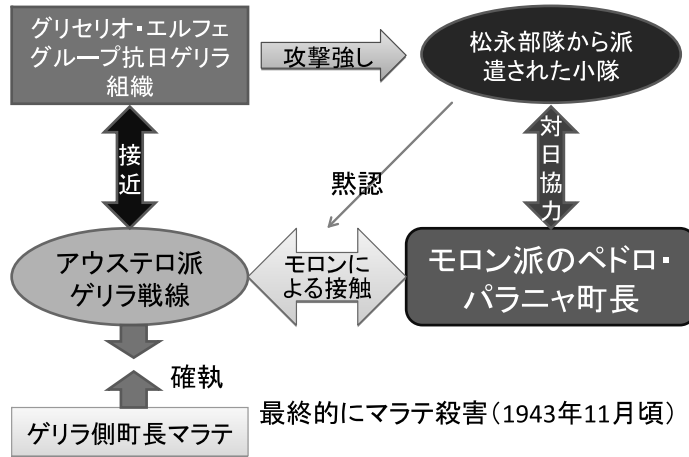 グリセリオ・エルフェ
グループ抗日ゲリラ
組織
攻撃強し
松永部隊から派
遣された小隊
接近
対日協力
黙認
アウステロ派
ゲリラ戦線
モロンに
よる接触
モロン派のペドロ・
パラニャ町長
確執
ゲリラ側町長マラテ
最終的にマラテ殺害（1943年11月頃）